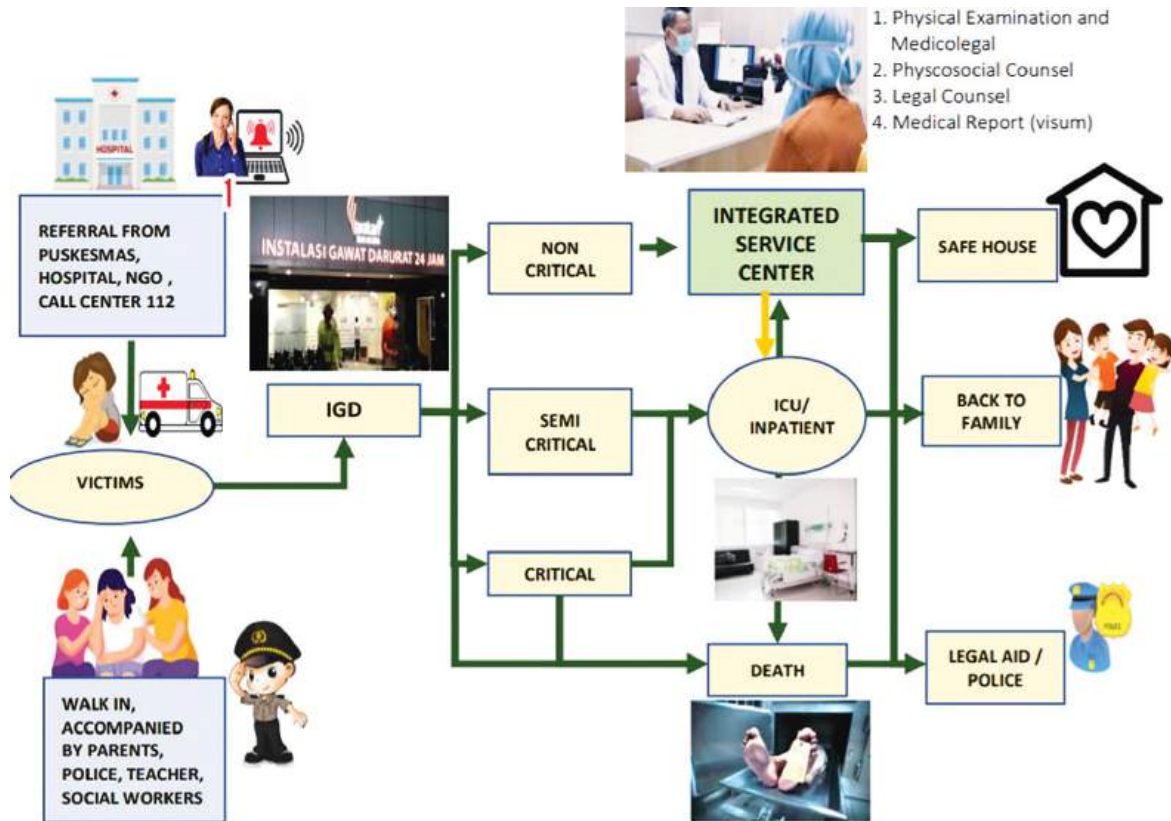 1. Physical Examination and
Medicolegal
2. Physcosocial Counsel
3. Legal Counsel
4. Medical Report (visum)
HOSPITAL
1
REFERRAL FROM
PUSKESMAS,
HOSPITAL, NGO ,
CALL CENTER 112
INSTALASI GAWAT DARURAT 24 JAM
NON
CRITICAL
INTEGRATED
SERVICE
CENTER
SAFE HOUSE
VICTIMS
IGD
SEMI
CRITICAL
ICU/
INPATIENT
BACK TO
FAMILY
CRITICAL
WALK IN,
ACCOMPANIED
BY PARENTS,
POLICE, TEACHER,
SOCIAL WORKERS
DEATH
LEGAL AID /
POLICE
POLICE